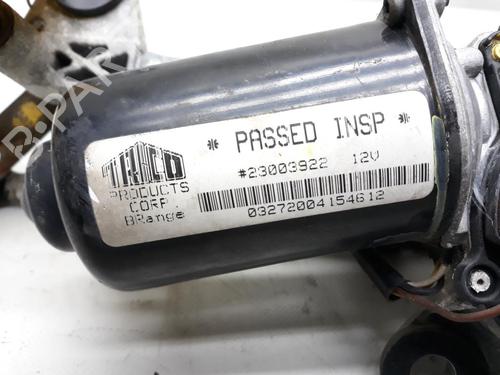 TRICO
PRODUCTS
CORP.
BRange
* PASSED INSP *
#23003922 12V
03272004154612